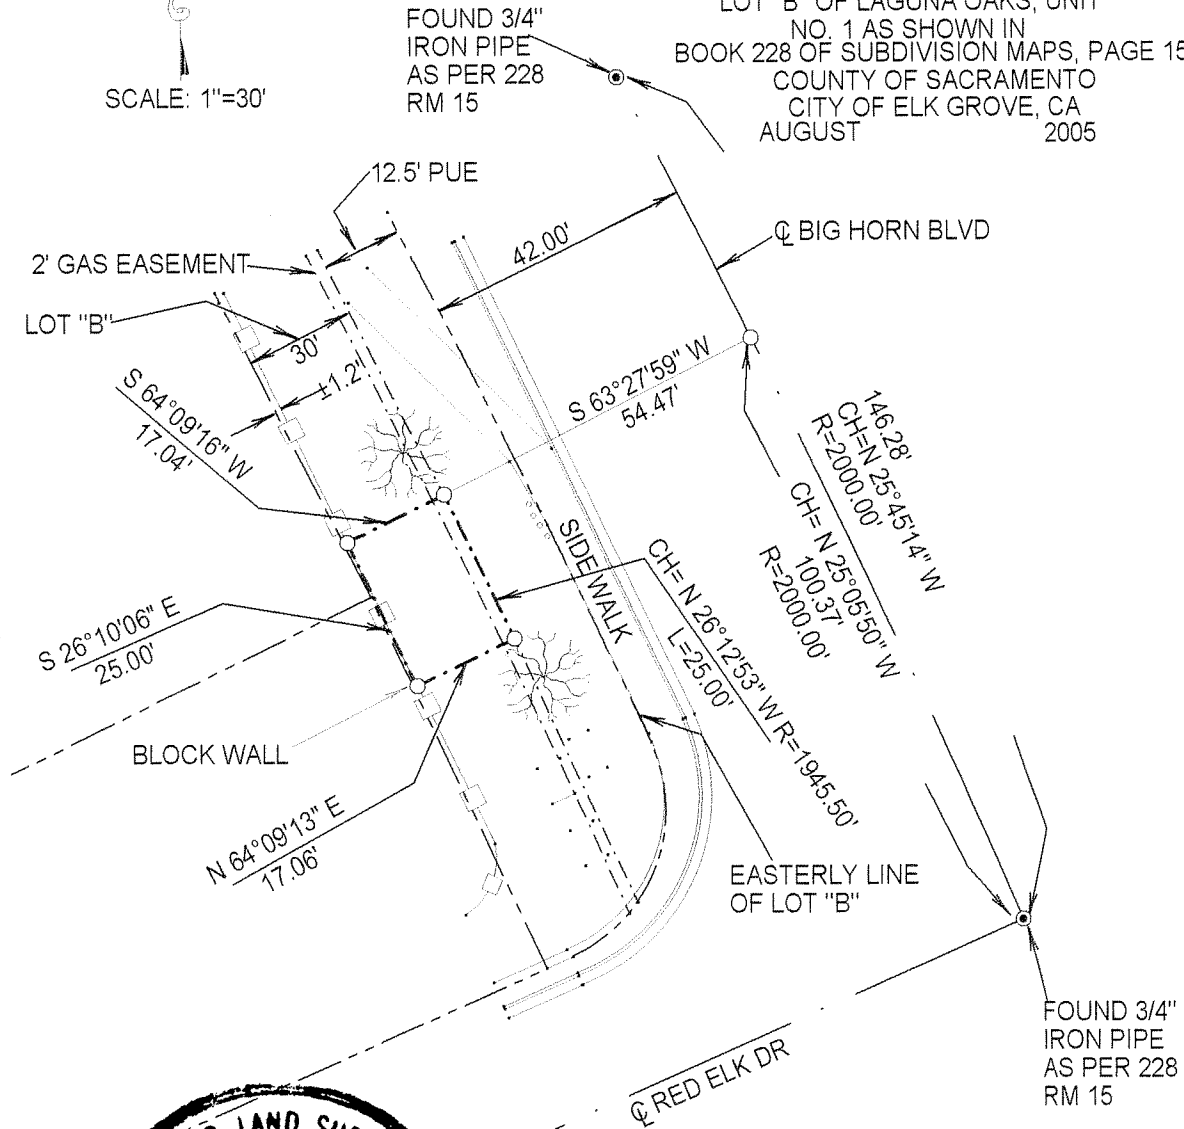 FOUND 3/4"
IRON PIPE
AS PER 228
RM 15
LOT "B" OF LAGUNA OAKS, UNIT
NO. 1 AS SHOWN IN
BOOK 228 OF SUBDIVISION MAPS, PAGE 15
COUNTY OF SACRAMENTO
CITY OF ELK GROVE, CA
AUGUST 2005
SCALE: 1"=30'
12.5' PUE
2' GAS EASEMENT
LOT "B"
42.00'
℄ BIG HORN BLVD
30'
±1.2'
S 64°09'16" W
17.04'
S 63°27'59" W
54.47'
146.28'
CH=N 25°45'14" W
R=2000.00'
CH= N 25°05'50" W
100.37'
R=2000.00'
SIDEWALK
CH= N 26°12'53" W R=1945.50'
L=25.00'
S 26°10'06" E
25.00'
BLOCK WALL
N 64°09'13" E
17.06'
EASTERLY LINE
OF LOT "B"
FOUND 3/4"
IRON PIPE
AS PER 228
RM 15
℄ RED ELK DR
LAND